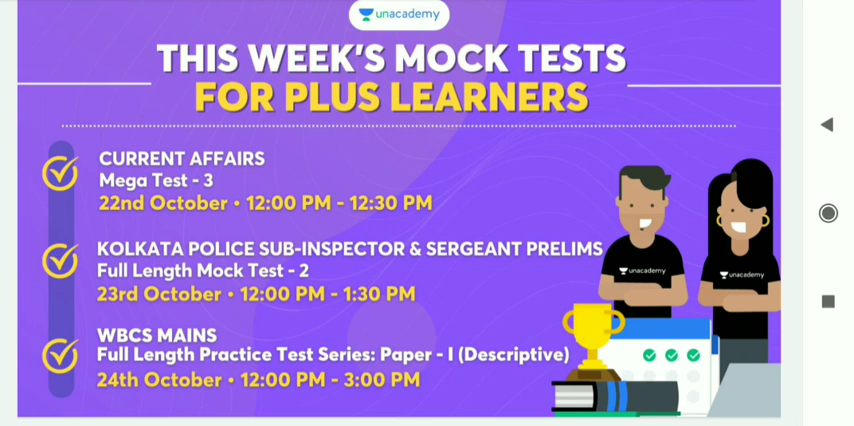 unacademy
THIS WEEK'S MOCK TESTS
FOR PLUS LEARNERS
CURRENT AFFAIRS
Mega Test - 3
22nd October • 12:00 PM - 12:30 PM
KOLKATA POLICE SUB-INSPECTOR & SERGEANT PRELIMS
Full Length Mock Test - 2
23rd October • 12:00 PM - 1:30 PM
WBCS MAINS
Full Length Practice Test Series: Paper - I (Descriptive)
24th October • 12:00 PM - 3:00 PM
unacademy
unacademy